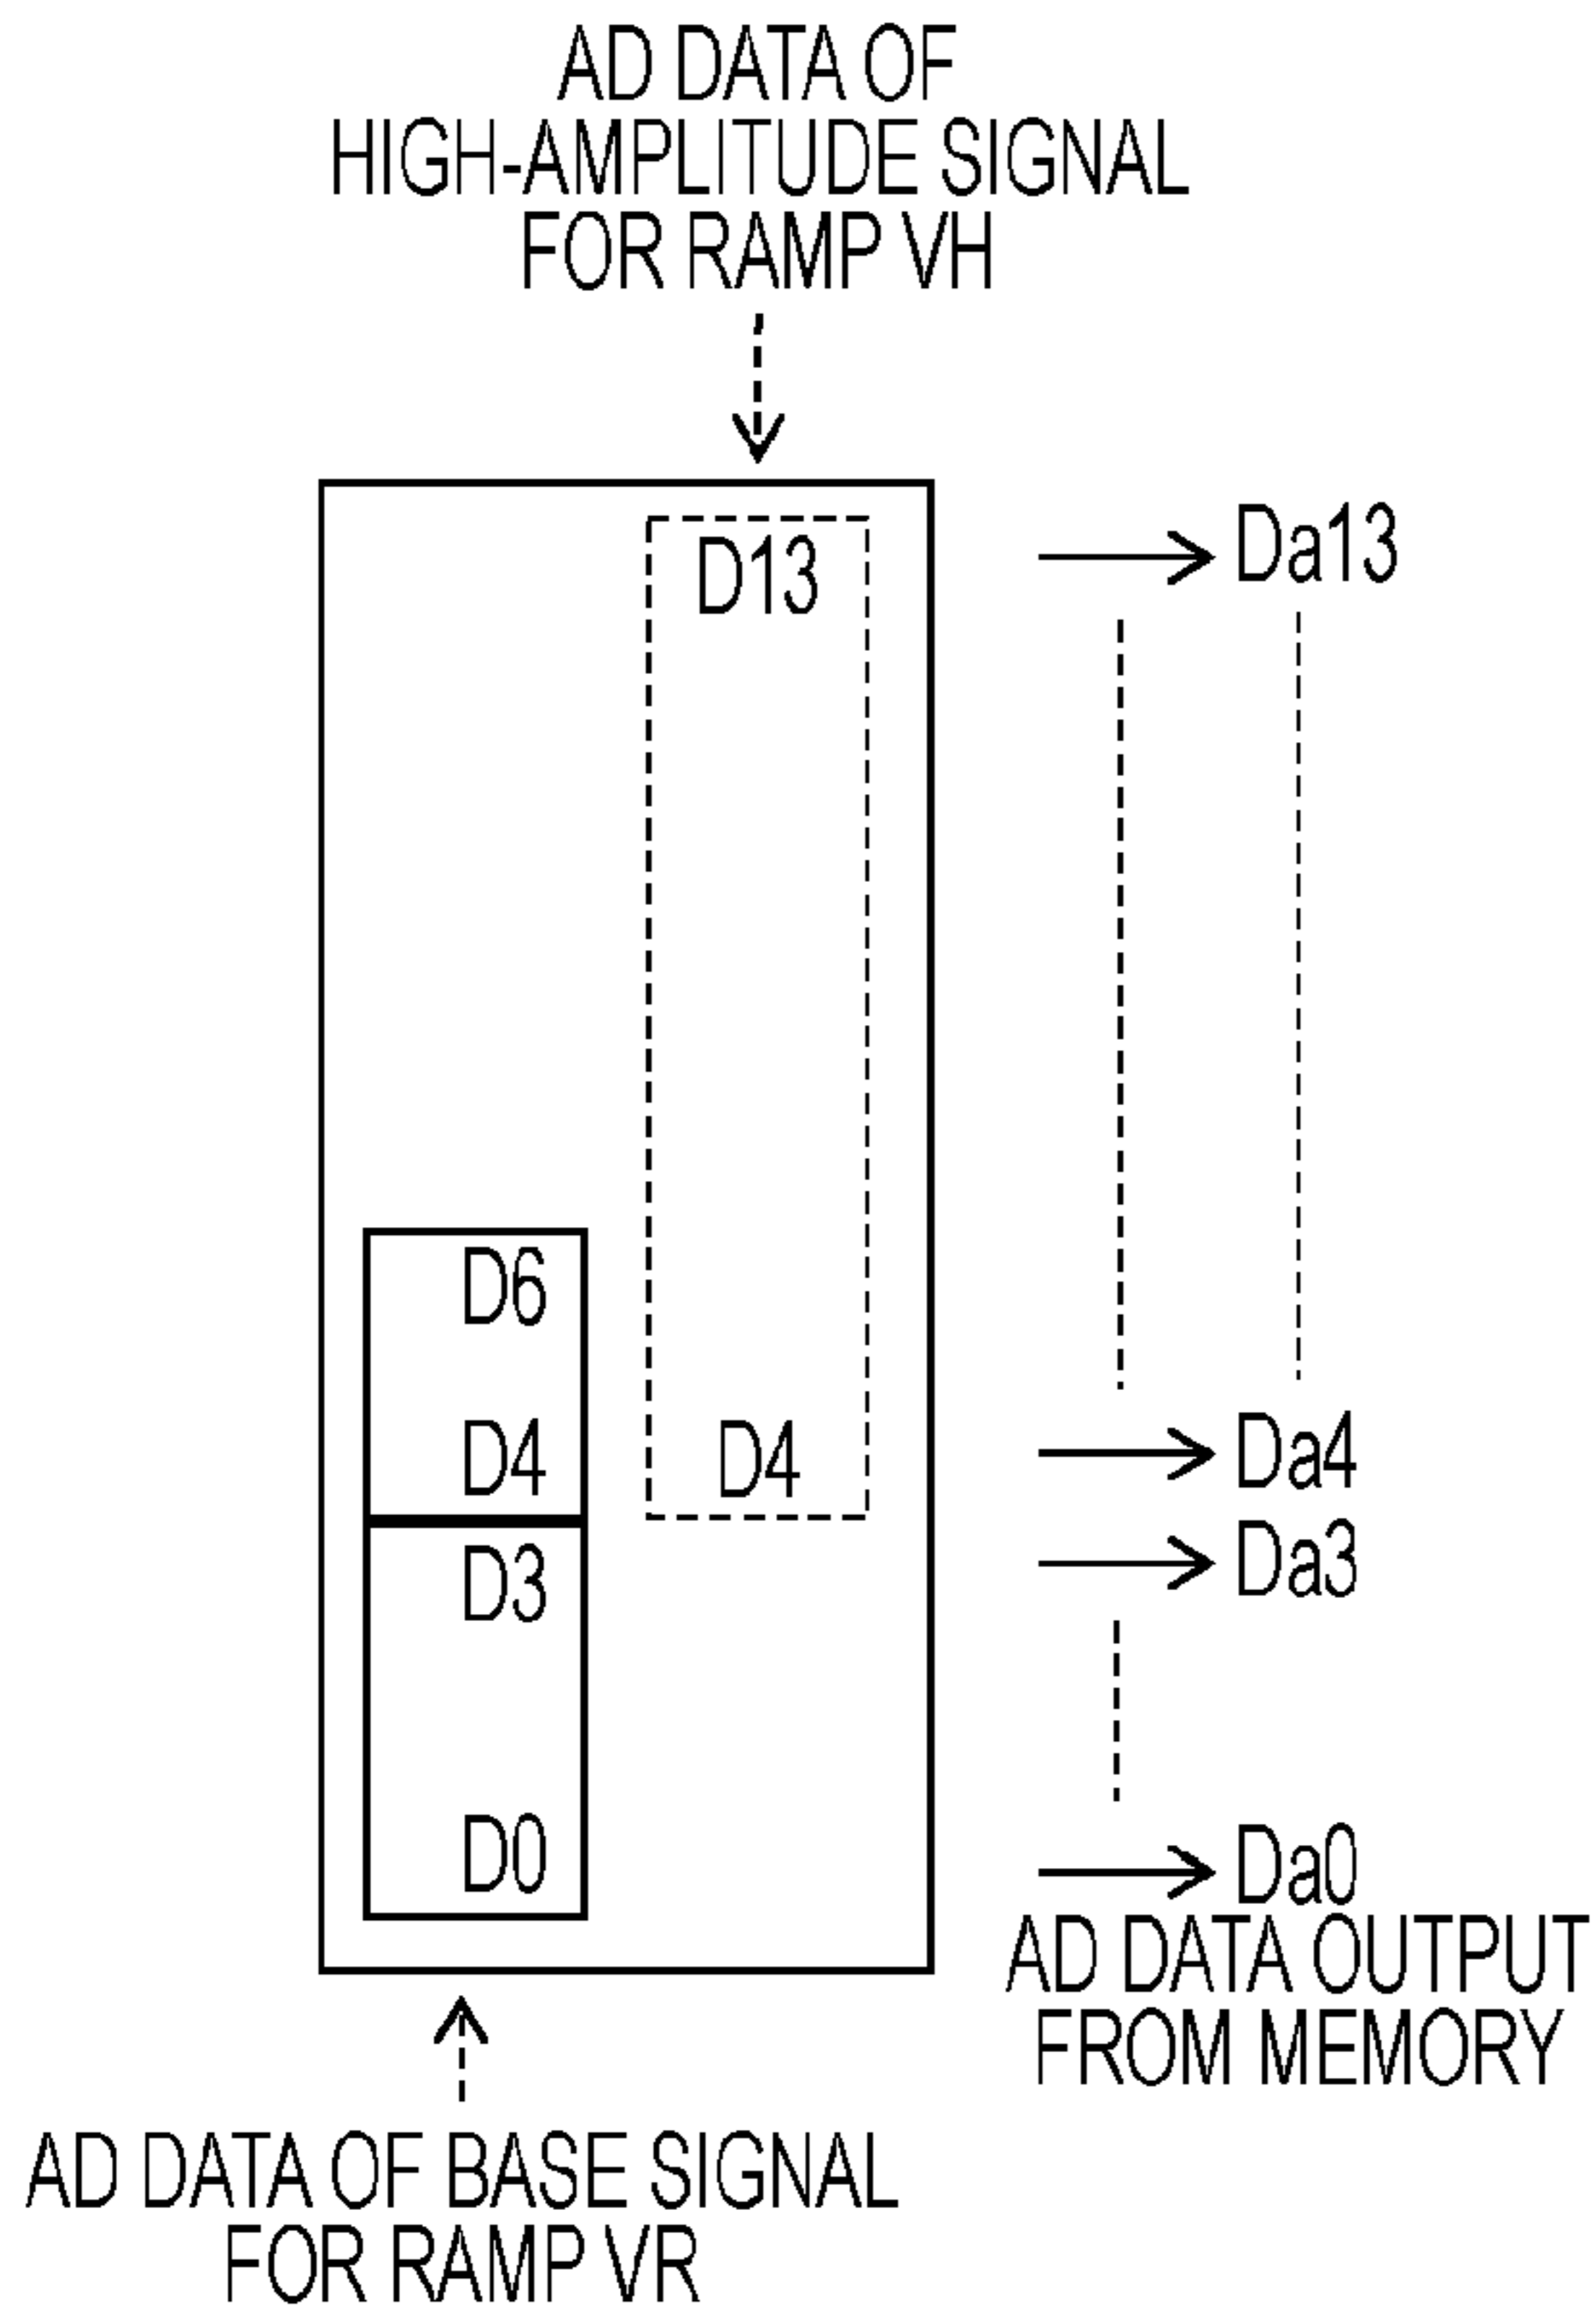 AD DATA OF
HIGH-AMPLITUDE SIGNAL
FOR RAMP VH
D13
Da13
D6
D4
D4
Da4
D3
Da3
D0
Da0
AD DATA OUTPUT
FROM MEMORY
AD DATA OF BASE SIGNAL
FOR RAMP VR